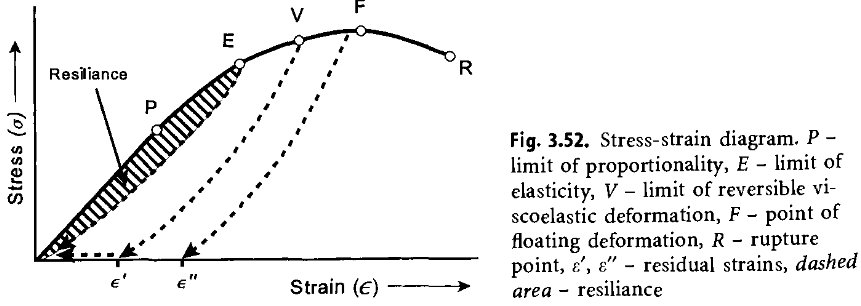 F
V
E
R
Resiliance
P
Stress (σ)
ϵ′
ϵ″
Strain (ϵ)
Fig. 3.52. Stress-strain diagram. P –
limit of proportionality, E – limit of
elasticity, V – limit of reversible vi-
scoelastic deformation, F – point of
floating deformation, R – rupture
point, ε′, ε″ – residual strains, dashed
area – resiliance